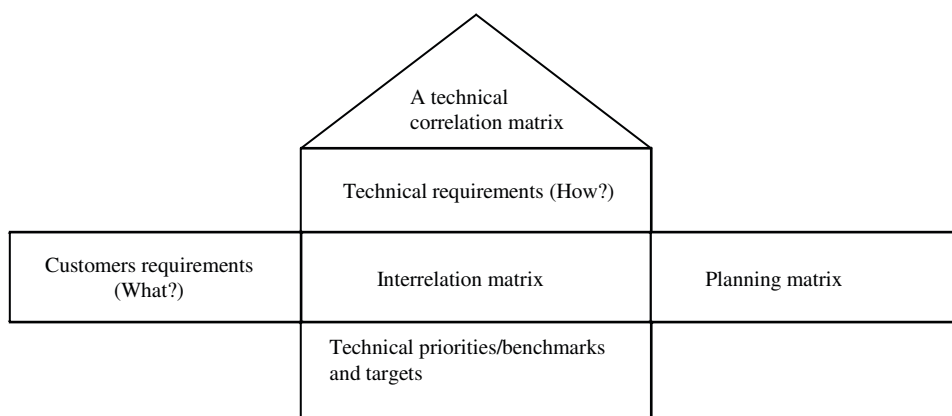 A technical
correlation matrix
Technical requirements (How?)
Customers requirements
(What?)
Interrelation matrix
Planning matrix
Technical priorities/benchmarks
and targets